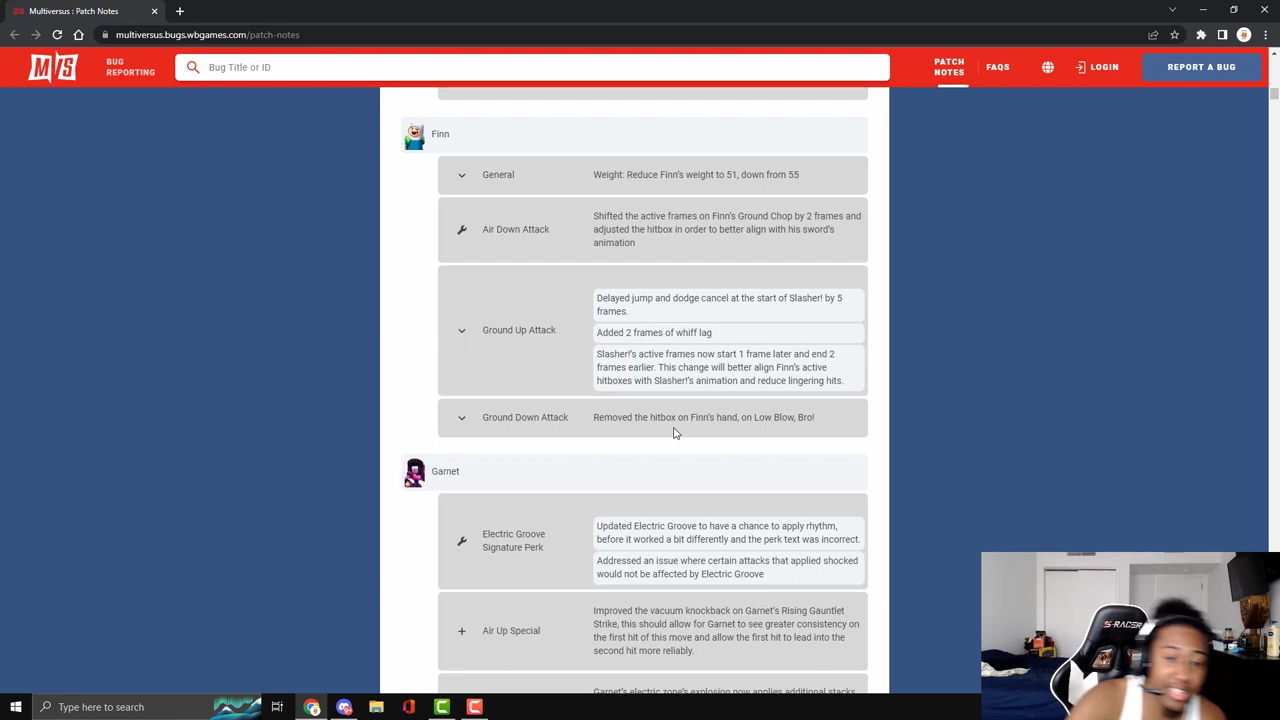 Multiversus : Patch Notes
multiversus.bugs.wbgames.com/patch-notes
M/S
BUG
REPORTING
Bug Title or ID
PATCH
NOTES
FAQS
LOGIN
REPORT A BUG
Finn
General
Weight: Reduce Finn's weight to 51, down from 55
Air Down Attack
Shifted the active frames on Finn's Ground Chop by 2 frames and
adjusted the hitbox in order to better align with his sword's
animation
Ground Up Attack
Delayed jump and dodge cancel at the start of Slasher! by 5
frames.
Added 2 frames of whiff lag
Slasher!'s active frames now start 1 frame later and end 2
frames earlier. This change will better align Finn's active
hitboxes with Slasher!'s animation and reduce lingering hits.
Ground Down Attack
Removed the hitbox on Finn's hand, on Low Blow, Bro!
Garnet
Electric Groove
Signature Perk
Updated Electric Groove to have a chance to apply rhythm,
before it worked a bit differently and the perk text was incorrect.
Addressed an issue where certain attacks that applied shocked
would not be affected by Electric Groove
Air Up Special
Improved the vacuum knockback on Garnet's Rising Gauntlet
Strike, this should allow for Garnet to see greater consistency on
the first hit of this move and allow the first hit to lead into the
second hit more reliably.
Garnet's electric zone's explosion now applies additional stacks
S-RACER
Type here to search